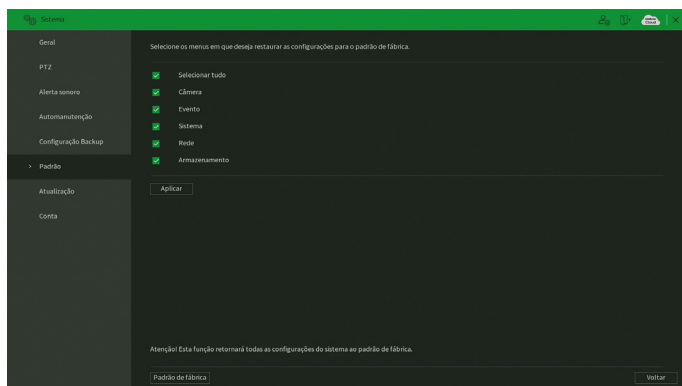 Sistema
Geral
PTZ
Alerta sonoro
Automanutenção
Configuração Backup
Padrão
Atualização
Conta
Selecione os menus em que deseja restaurar as configurações para o padrão de fábrica.
Selecionar tudo
Câmera
Evento
Sistema
Rede
Armazenamento
Aplicar
Atenção! Esta função retornará todas as configurações do sistema ao padrão de fábrica.
Padrão de fábrica
Voltar